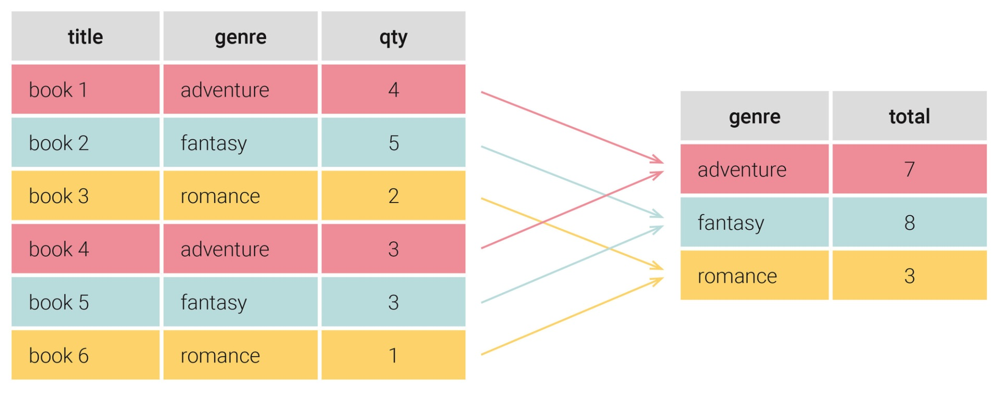 title genre qty
book 1 adventure 4
book 2 fantasy 5
book 3 romance 2
book 4 adventure 3
book 5 fantasy 3
book 6 romance 1
genre total
adventure 7
fantasy 8
romance 3